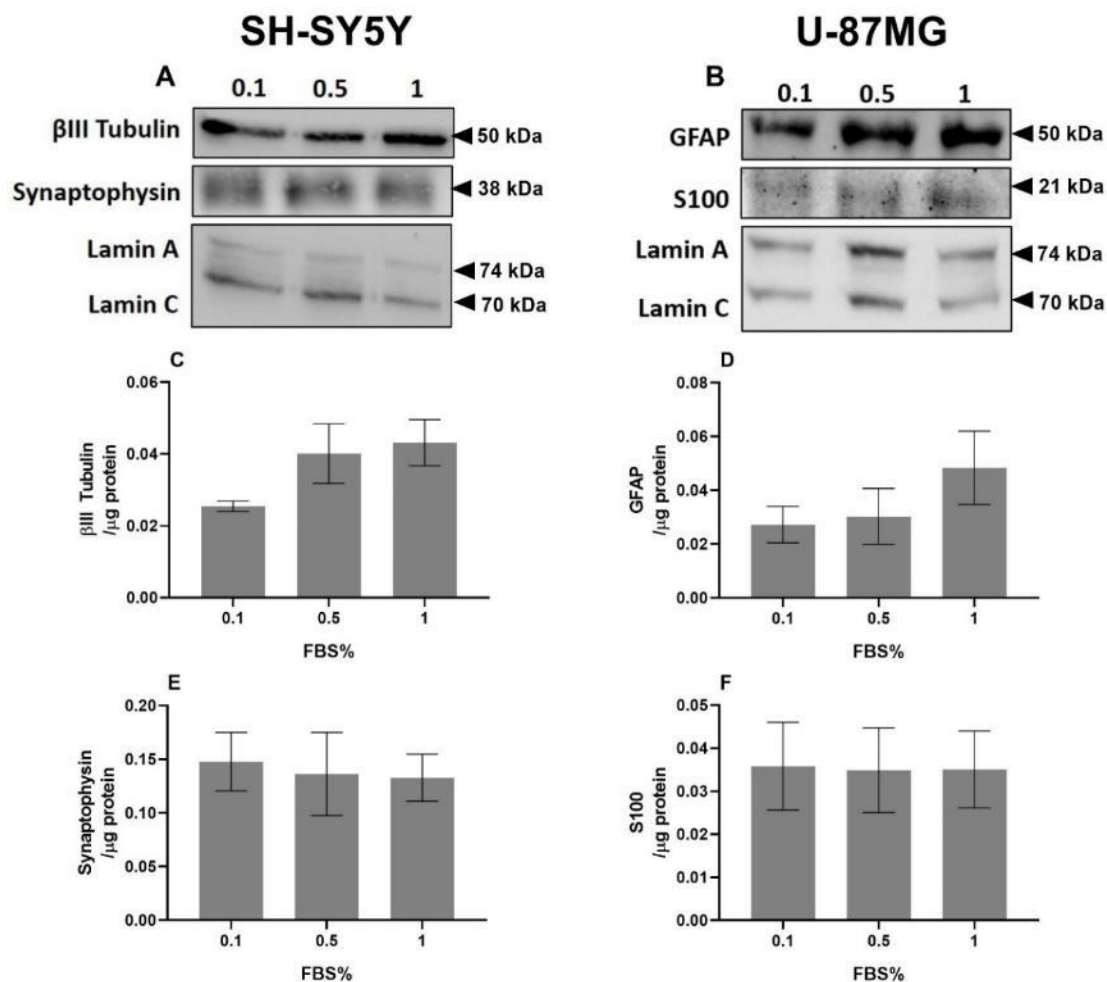 SH-SY5Y
U-87MG
A
0.1 0.5 1
βIII Tubulin
50 kDa
Synaptophysin
38 kDa
Lamin A
74 kDa
Lamin C
70 kDa
B
0.1 0.5 1
GFAP
50 kDa
S100
21 kDa
Lamin A
74 kDa
Lamin C
70 kDa
C
βIII Tubulin
/μg protein
0.06
0.04
0.02
0.00
0.1 0.5 1
FBS%
D
GFAP
/μg protein
0.08
0.06
0.04
0.02
0.00
0.1 0.5 1
FBS%
E
Synaptophysin
/μg protein
0.20
0.15
0.10
0.05
0.00
0.1 0.5 1
FBS%
F
S100
/μg protein
0.05
0.04
0.03
0.02
0.01
0.00
0.1 0.5 1
FBS%